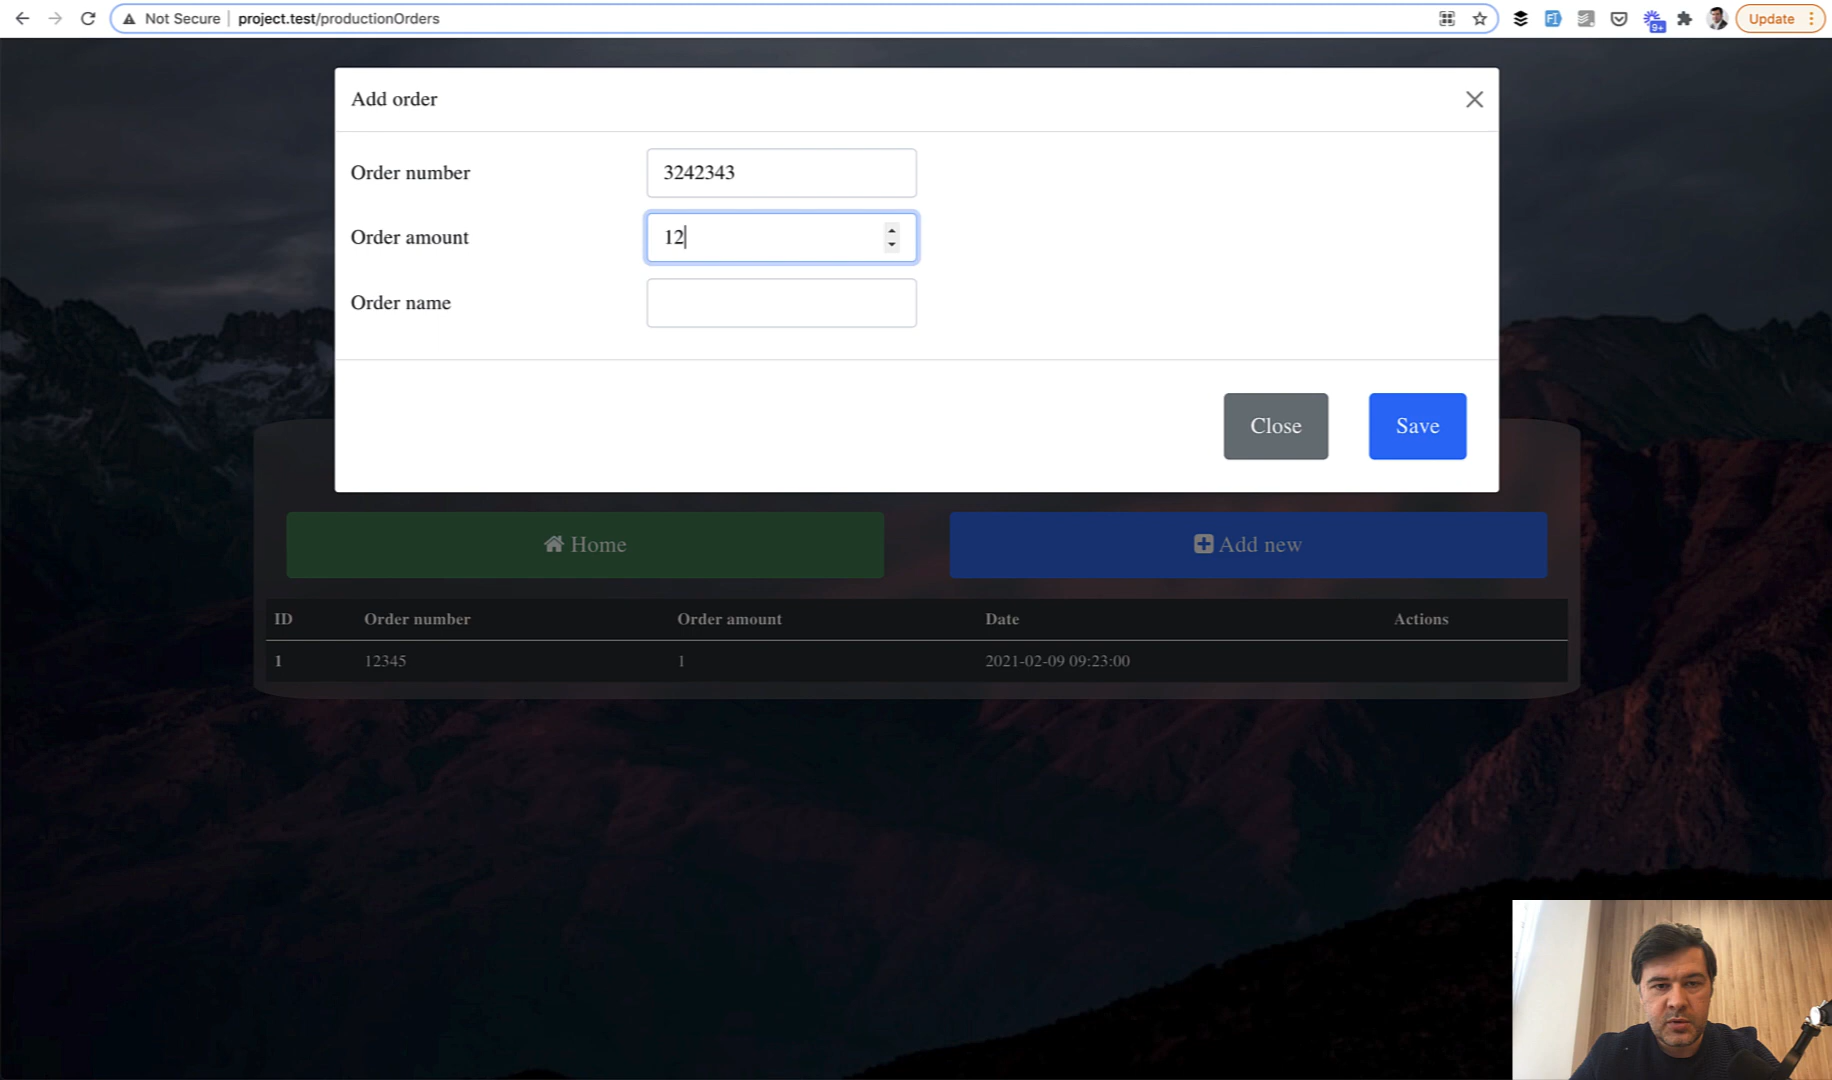 Not Secure | project.test/productionOrders
9+
Update
Add order
Order number 3242343
Order amount 12
Order name
Close Save
Home Add new
ID Order number Order amount Date Actions
1 12345 1 2021-02-09 09:23:00